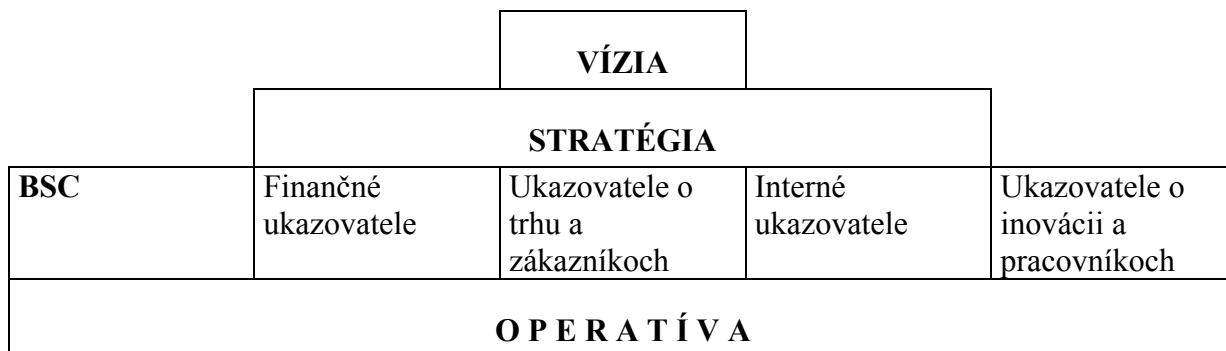 VÍZIA
STRATÉGIA
BSC
Finančné
ukazovatele
Ukazovatele o
trhu a
zákazníkoch
Interné
ukazovatele
Ukazovatele o
inovácii a
pracovníkoch
O P E R A T Í V A